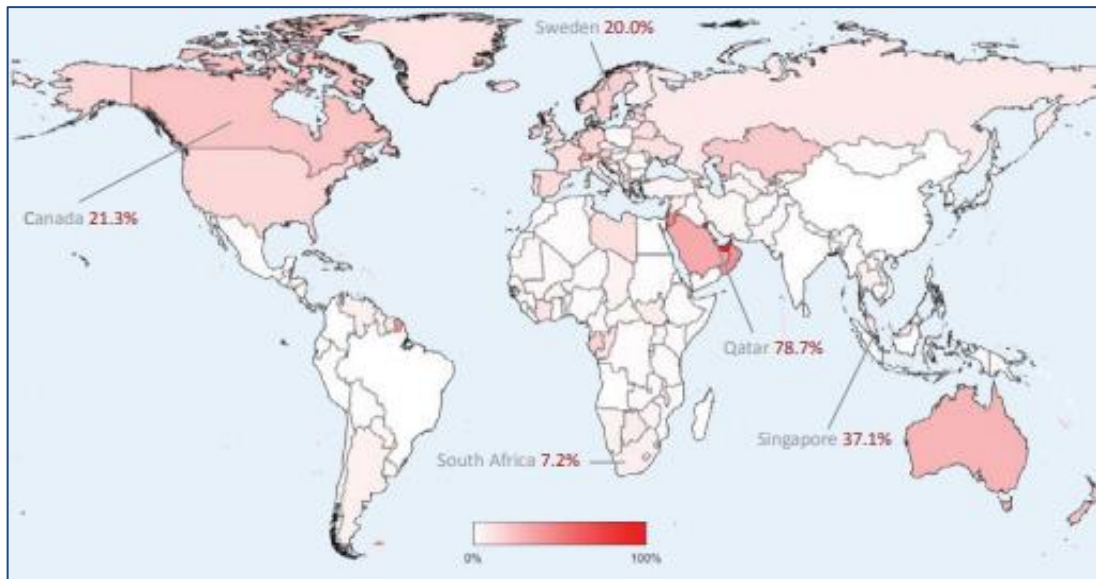 Sweden 20.0%
Canada 21.3%
Qatar 78.7%
Singapore 37.1%
South Africa 7.2%
0% 100%